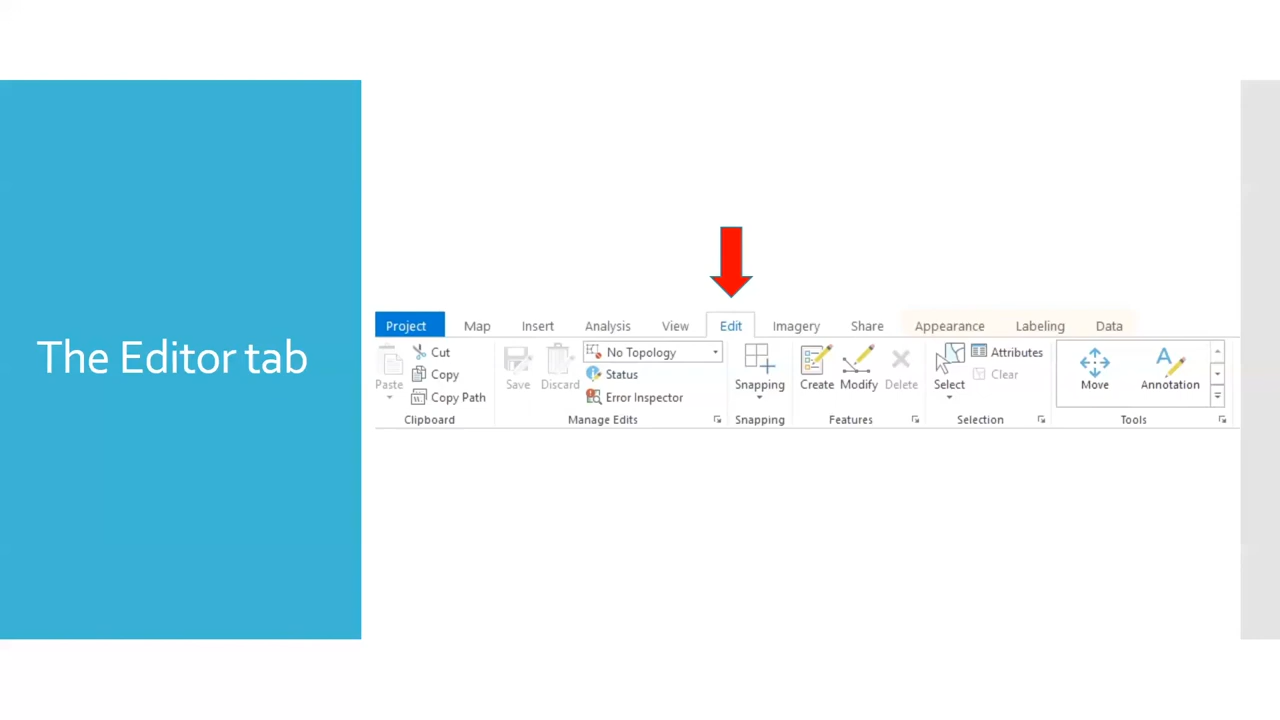 The Editor tab
Project Map Insert Analysis View Edit Imagery Share Appearance Labeling Data
Paste
Cut
Copy
Copy Path
Clipboard
Save
Discard
No Topology
Status
Error Inspector
Manage Edits
Snapping
Snapping
Create
Modify
Delete
Features
Select
Attributes
Clear
Selection
Move
Annotation
Tools